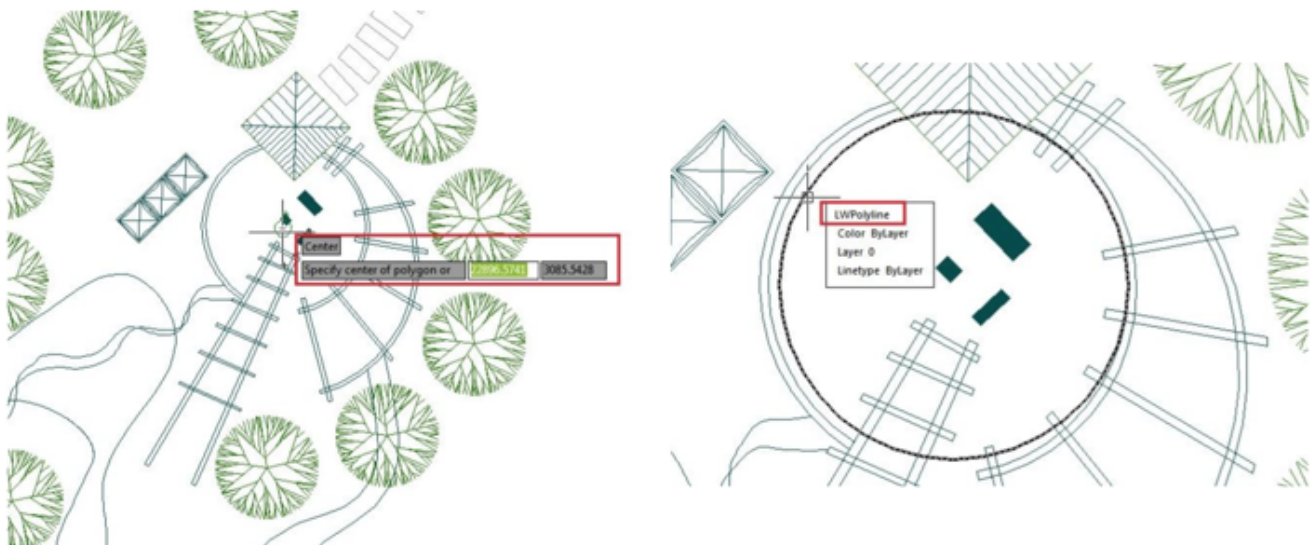 Center
Specify center of polygon or 22896.5741 3085.5428
LWPolyline
Color ByLayer
Layer 0
Linetype ByLayer